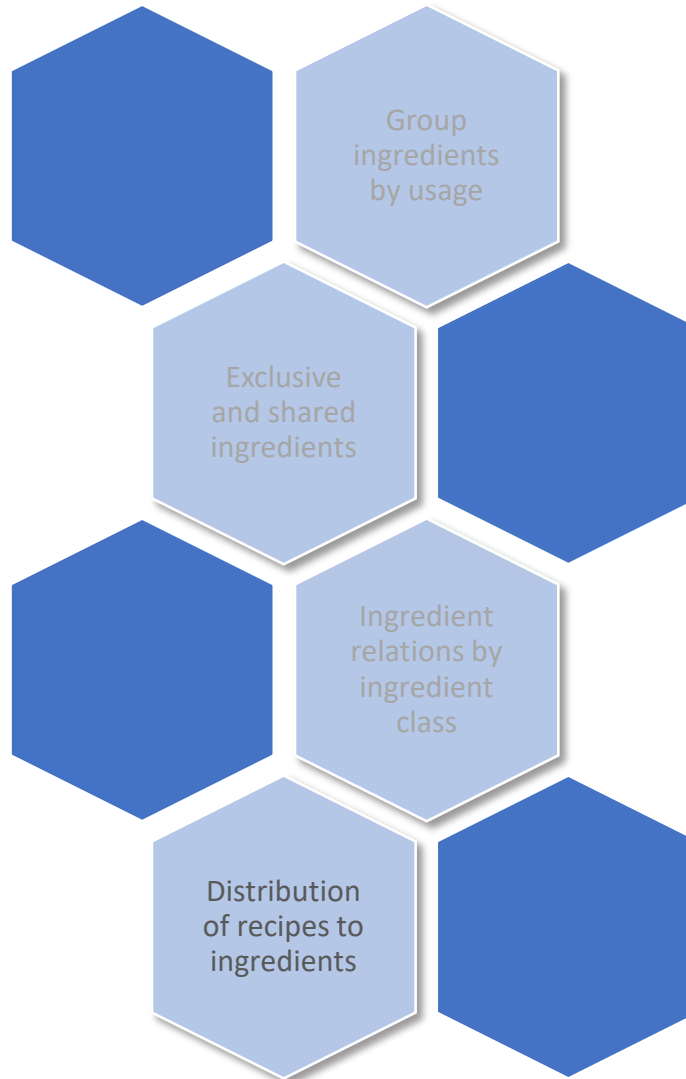 Group
ingredients
by usage
Exclusive
and shared
ingredients
Ingredient
relations by
ingredient
class
Distribution
of recipes to
ingredients